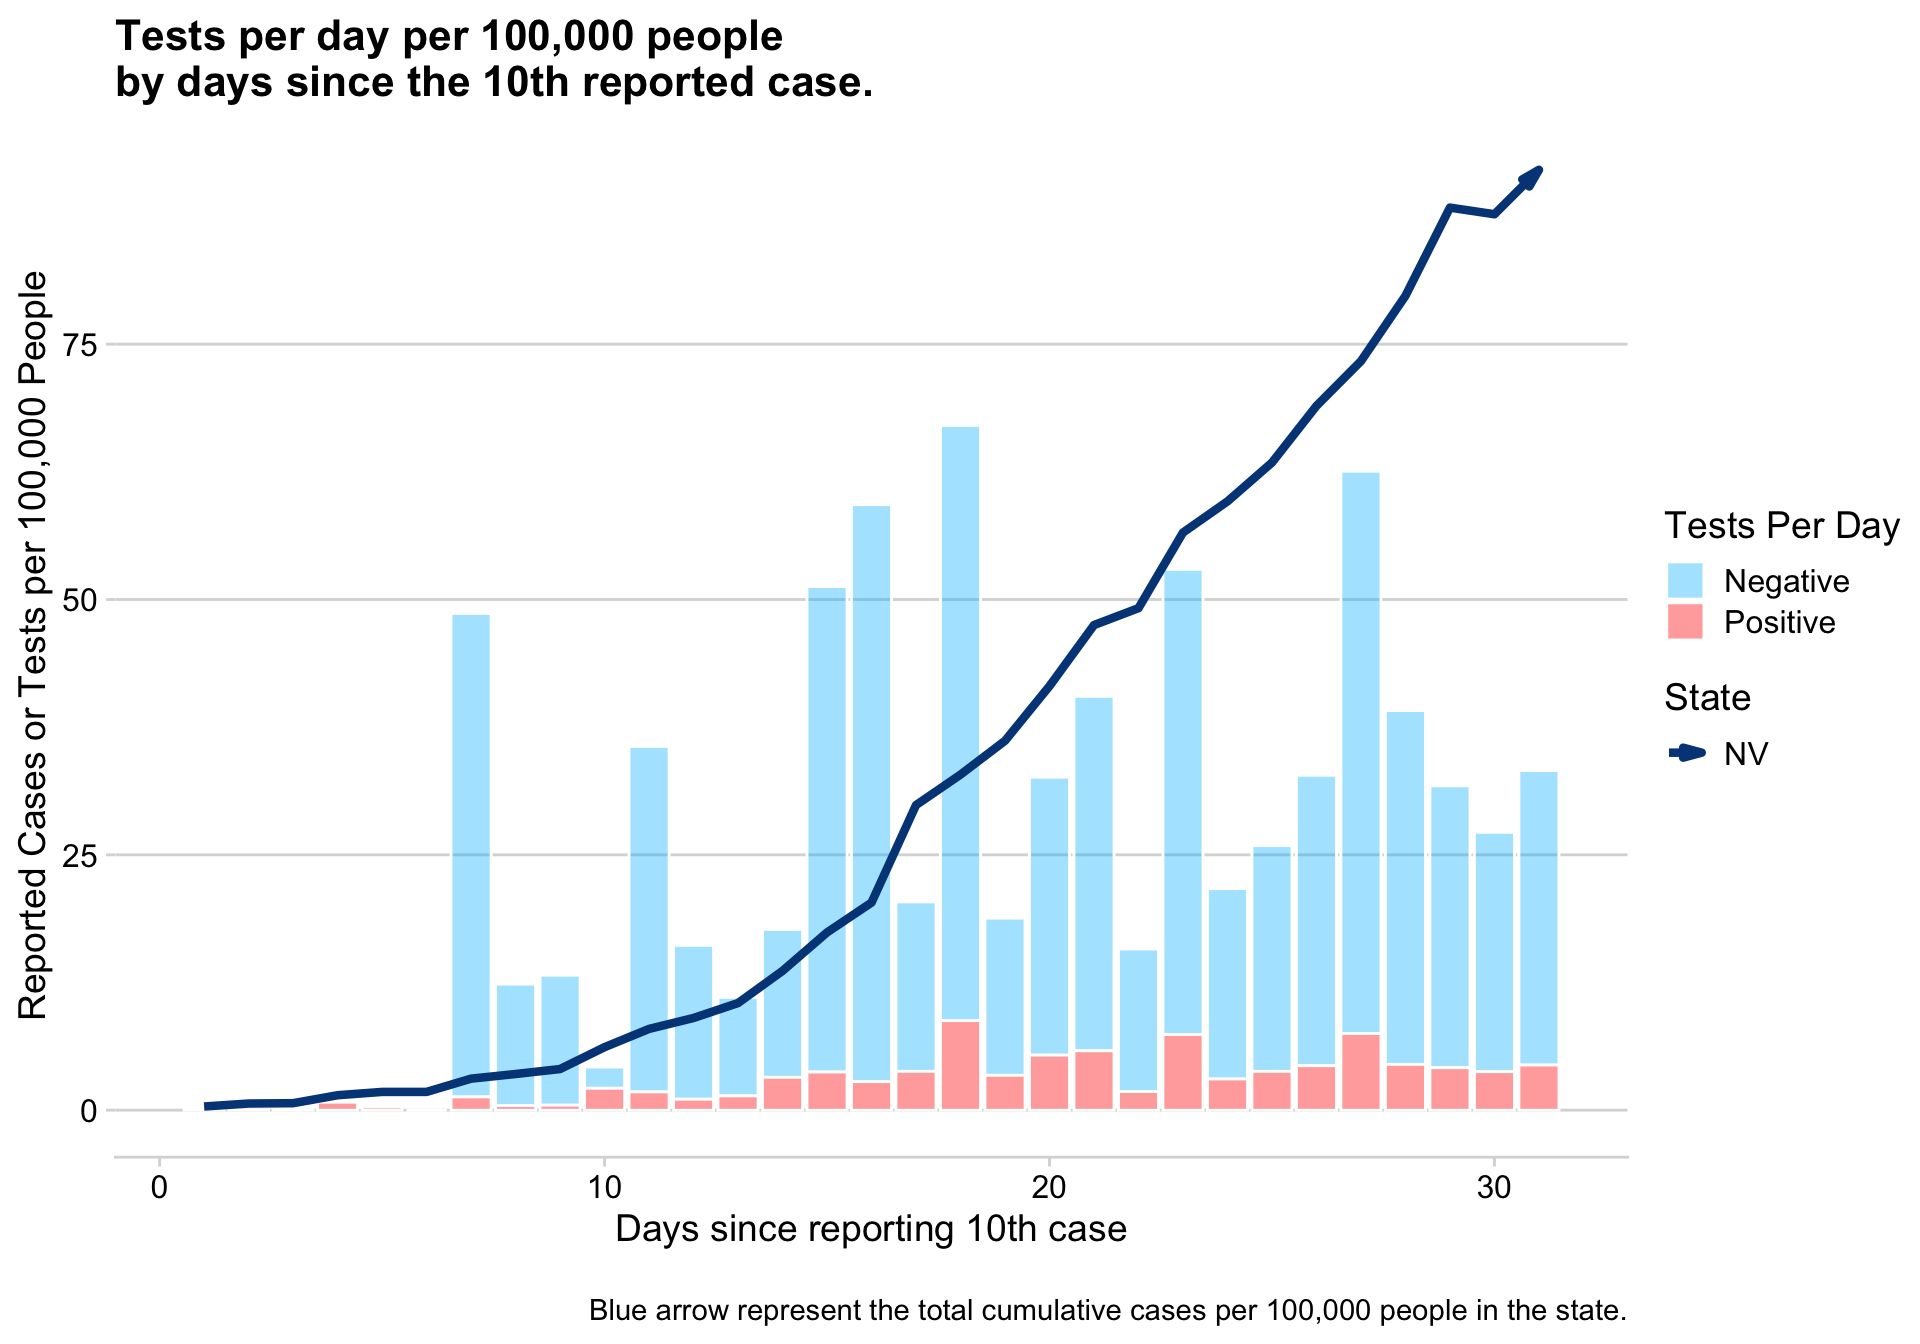 Tests per day per 100,000 people
by days since the 10th reported case.
Reported Cases or Tests per 100,000 People
75
50
25
0
0
10
20
30
Days since reporting 10th case
Tests Per Day
Negative
Positive
State
NV
Blue arrow represent the total cumulative cases per 100,000 people in the state.